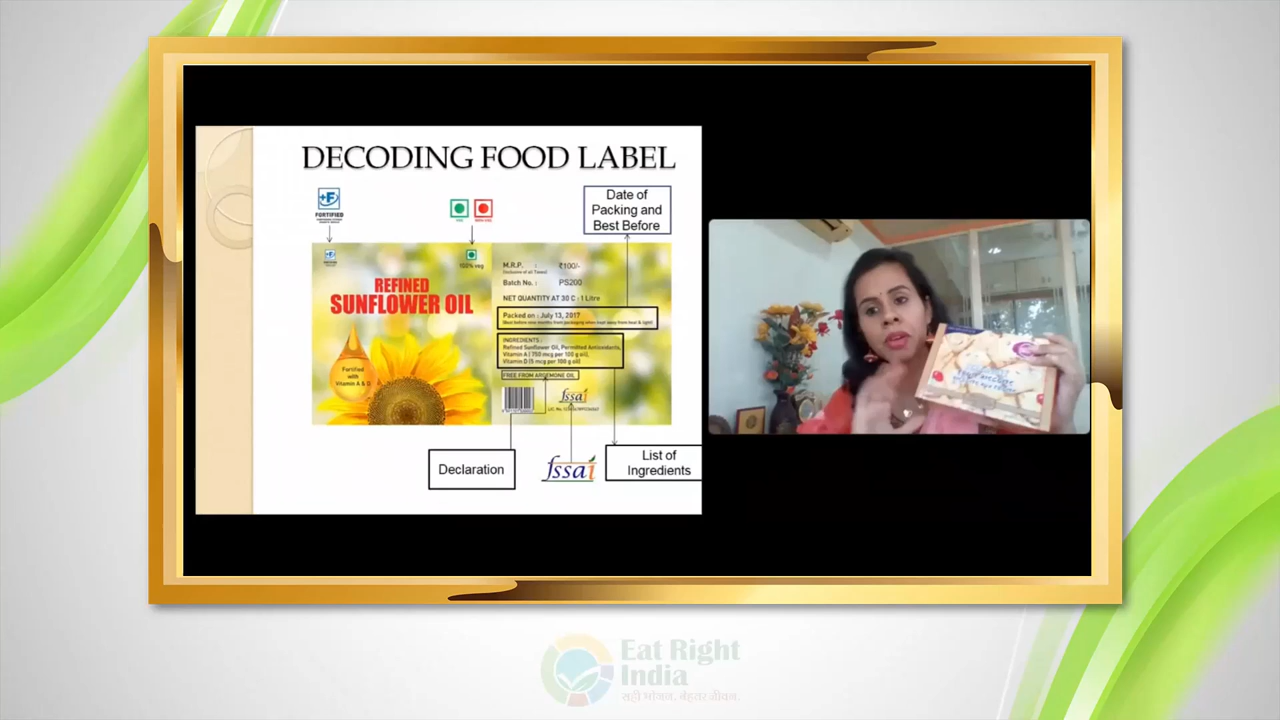 DECODING FOOD LABEL
+F
FORTIFIED
Date of
Packing and
Best Before
100% veg
REFINED
SUNFLOWER OIL
Fortified
with
Vitamin A & D
M.R.P. : ₹100/-
Batch No. : PS200
NET QUANTITY AT 30 C - 1 Litre
Packed on : July 13, 2017
INGREDIENTS :
Refined Sunflower Oil, Permitted Antioxidants,
Vitamin A ( 750 mcg per 100 g oil),
Vitamin D (5 mcg per 100 g oil)
FREE FROM ARGEMONE OIL
fssai
Declaration
fssai
List of
Ingredients
Eat Right
India
सही भोजन. बेहतर जीवन.